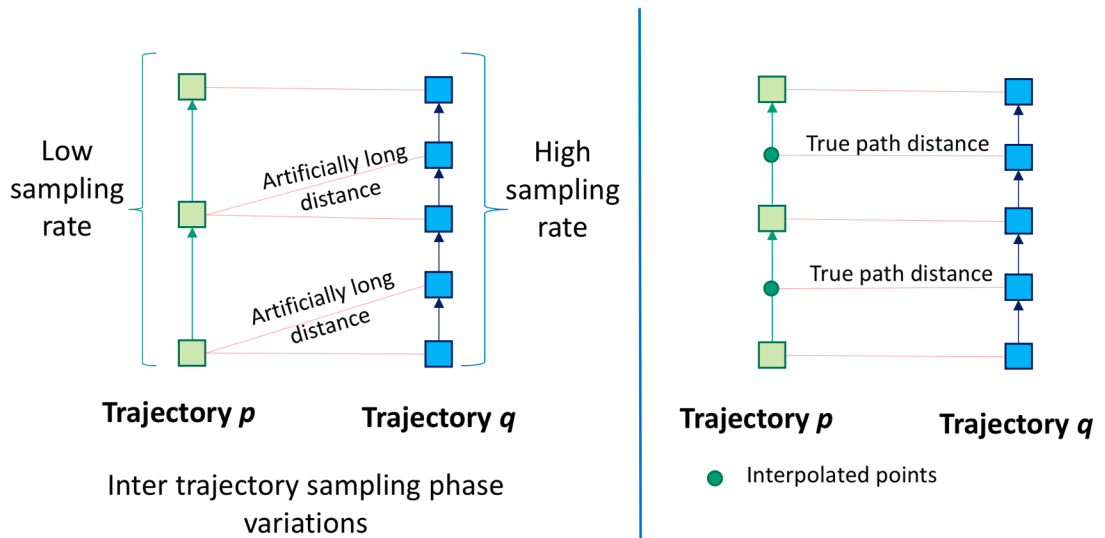 Low
sampling
rate
Artificially long
distance
Artificially long
distance
High
sampling
rate
Trajectory p
Trajectory q
Inter trajectory sampling phase
variations
True path distance
True path distance
Trajectory p
Trajectory q
Interpolated points